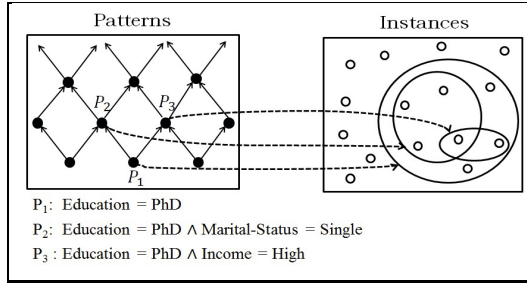 Patterns
Instances
P₂
P₃
P₁
P₁: Education = PhD
P₂: Education = PhD ∧ Marital-Status = Single
P₃ : Education = PhD ∧ Income = High